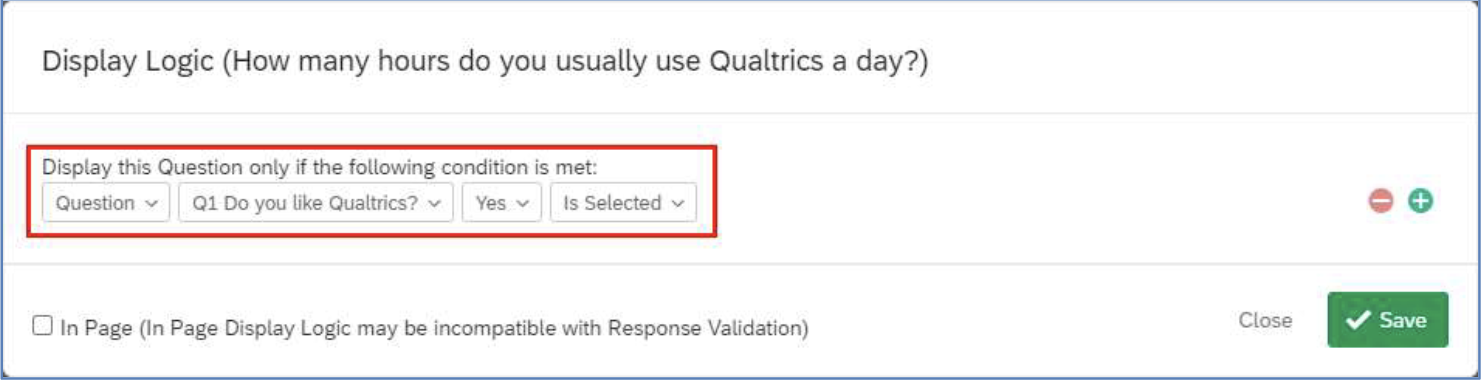 Display Logic (How many hours do you usually use Qualtrics a day?)
Display this Question only if the following condition is met:
Question Q1 Do you like Qualtrics? Yes Is Selected
In Page (In Page Display Logic may be incompatible with Response Validation)
Close Save